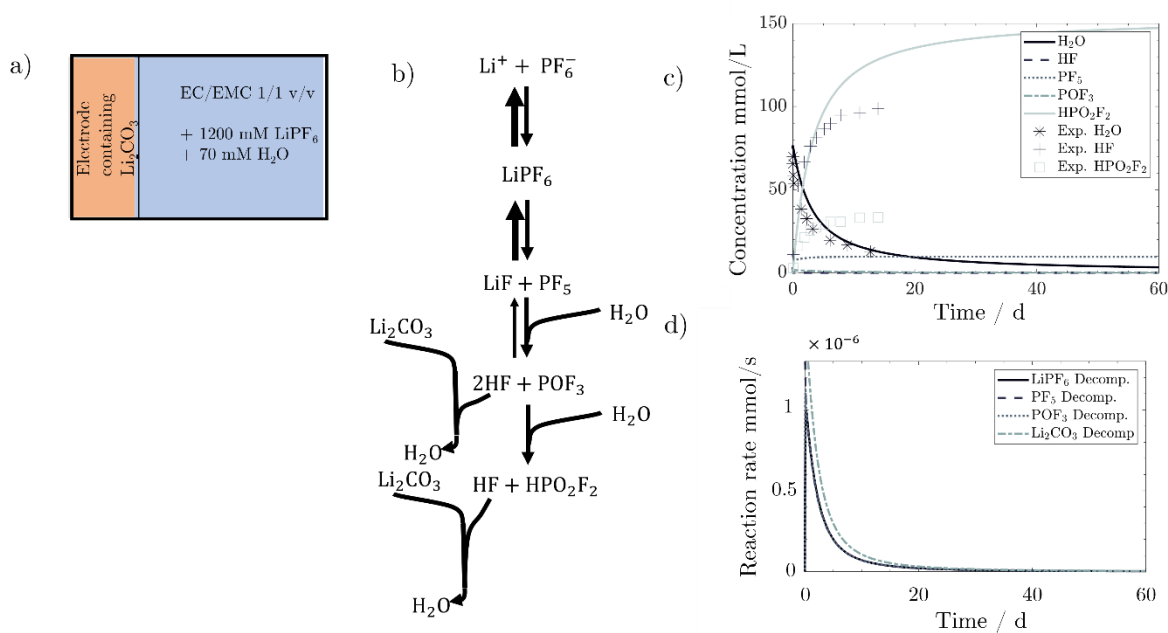 a)
Electrode
containing
Li₂CO₃
EC/EMC 1/1 v/v
+ 1200 mM LiPF₆
+ 70 mM H₂O
b)
Li⁺ + PF₆⁻
LiPF₆
LiF + PF₅
H₂O
Li₂CO₃
2HF + POF₃
H₂O
H₂O
Li₂CO₃
HF + HPO₂F₂
H₂O
c)
Concentration mmol/L
150
100
50
0
0
20
40
60
Time / d
H₂O
HF
PF₅
POF₃
HPO₂F₂
Exp. H₂O
Exp. HF
Exp. HPO₂F₂
d)
× 10⁻⁶
Reaction rate mmol/s
1
0.5
0
0
20
40
60
Time / d
LiPF₆ Decomp.
PF₅ Decomp.
POF₃ Decomp.
Li₂CO₃ Decomp